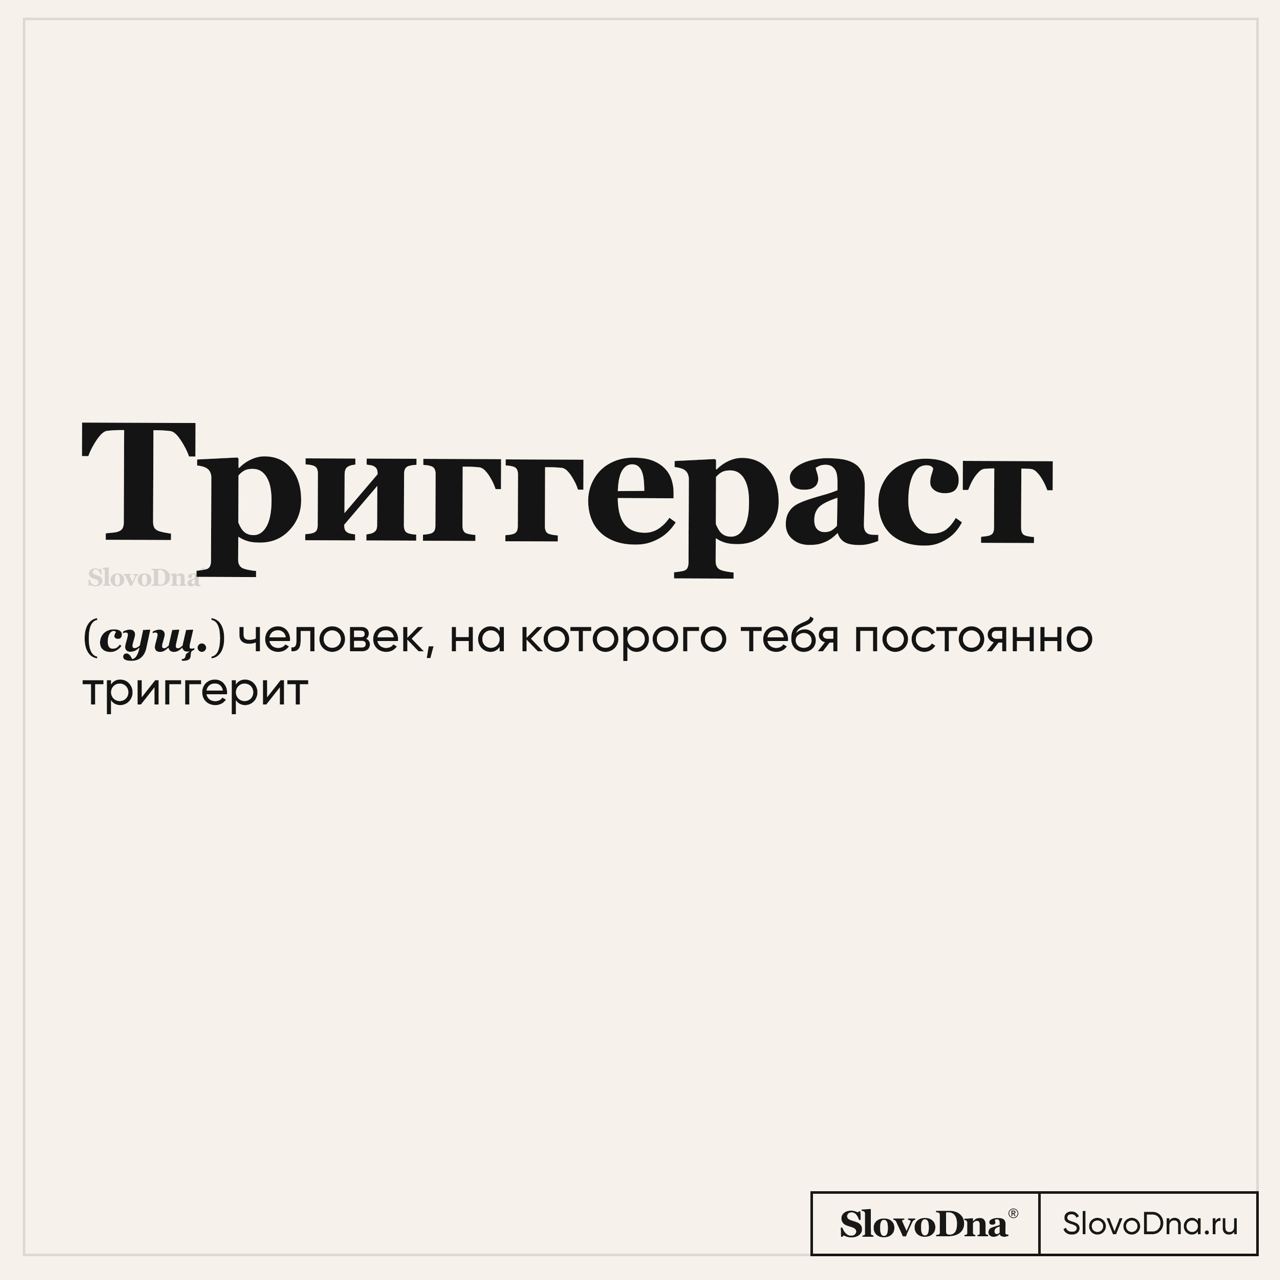 Триггераст
SlovoDna
(сущ.) человек, на которого тебя постоянно
триггерит
SlovoDna®
SlovoDna.ru